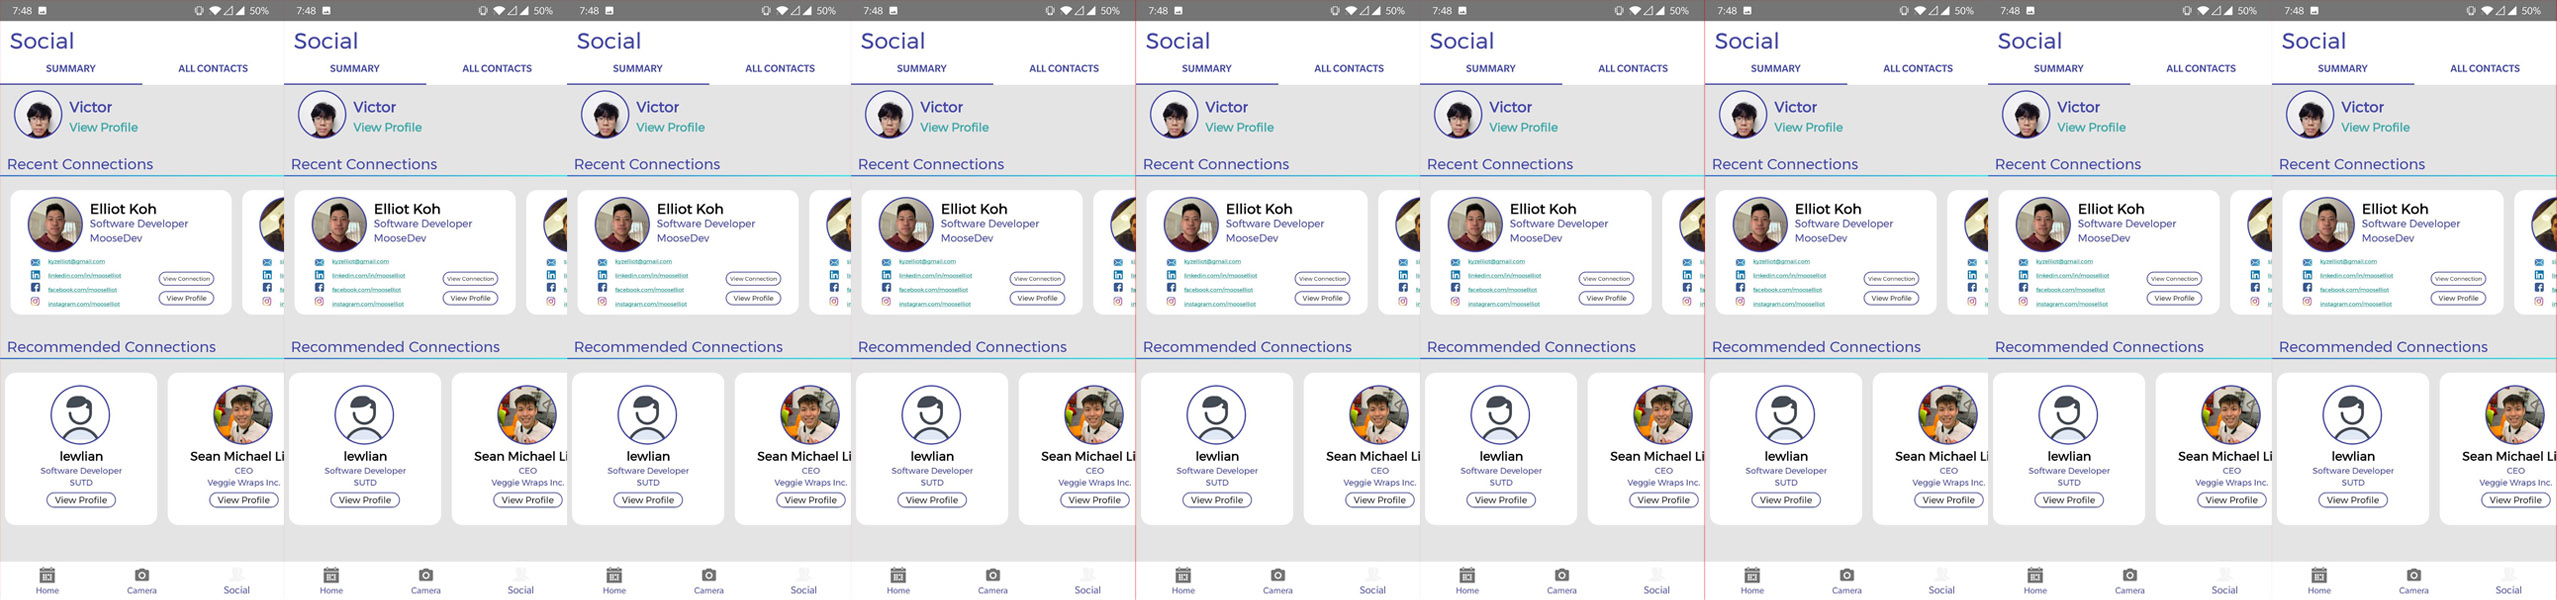 7:48 50%
Social
SUMMARY ALL CONTACTS
Victor
View Profile
Recent Connections
Elliot Koh
Software Developer
MooseDev
kyzelliot@gmail.com
linkedin.com/in/mooselliot
facebook.com/mooselliot
instagram.com/mooselliot
View Connection
View Profile
Recommended Connections
lewlian
Software Developer
SUTD
View Profile
Sean Michael Li
CEO
Veggie Wraps Inc.
View Profile
Home Camera Social
7:48 50%
Social
SUMMARY ALL CONTACTS
Victor
View Profile
Recent Connections
Elliot Koh
Software Developer
MooseDev
kyzelliot@gmail.com
linkedin.com/in/mooselliot
facebook.com/mooselliot
instagram.com/mooselliot
View Connection
View Profile
Recommended Connections
lewlian
Software Developer
SUTD
View Profile
Sean Michael Li
CEO
Veggie Wraps Inc.
View Profile
Home Camera Social
7:48 50%
Social
SUMMARY ALL CONTACTS
Victor
View Profile
Recent Connections
Elliot Koh
Software Developer
MooseDev
kyzelliot@gmail.com
linkedin.com/in/mooselliot
facebook.com/mooselliot
instagram.com/mooselliot
View Connection
View Profile
Recommended Connections
lewlian
Software Developer
SUTD
View Profile
Sean Michael Li
CEO
Veggie Wraps Inc.
View Profile
Home Camera Social
7:48 50%
Social
SUMMARY ALL CONTACTS
Victor
View Profile
Recent Connections
Elliot Koh
Software Developer
MooseDev
kyzelliot@gmail.com
linkedin.com/in/mooselliot
facebook.com/mooselliot
instagram.com/mooselliot
View Connection
View Profile
Recommended Connections
lewlian
Software Developer
SUTD
View Profile
Sean Michael Li
CEO
Veggie Wraps Inc.
View Profile
Home Camera Social
7:48 50%
Social
SUMMARY ALL CONTACTS
Victor
View Profile
Recent Connections
Elliot Koh
Software Developer
MooseDev
kyzelliot@gmail.com
linkedin.com/in/mooselliot
facebook.com/mooselliot
instagram.com/mooselliot
View Connection
View Profile
Recommended Connections
lewlian
Software Developer
SUTD
View Profile
Sean Michael Li
CEO
Veggie Wraps Inc.
View Profile
Home Camera Social
7:48 50%
Social
SUMMARY ALL CONTACTS
Victor
View Profile
Recent Connections
Elliot Koh
Software Developer
MooseDev
kyzelliot@gmail.com
linkedin.com/in/mooselliot
facebook.com/mooselliot
instagram.com/mooselliot
View Connection
View Profile
Recommended Connections
lewlian
Software Developer
SUTD
View Profile
Sean Michael Li
CEO
Veggie Wraps Inc.
View Profile
Home Camera Social
7:48 50%
Social
SUMMARY ALL CONTACTS
Victor
View Profile
Recent Connections
Elliot Koh
Software Developer
MooseDev
kyzelliot@gmail.com
linkedin.com/in/mooselliot
facebook.com/mooselliot
instagram.com/mooselliot
View Connection
View Profile
Recommended Connections
lewlian
Software Developer
SUTD
View Profile
Sean Michael Li
CEO
Veggie Wraps Inc.
View Profile
Home Camera Social
7:48 50%
Social
SUMMARY ALL CONTACTS
Victor
View Profile
Recent Connections
Elliot Koh
Software Developer
MooseDev
kyzelliot@gmail.com
linkedin.com/in/mooselliot
facebook.com/mooselliot
instagram.com/mooselliot
View Connection
View Profile
Recommended Connections
lewlian
Software Developer
SUTD
View Profile
Sean Michael Li
CEO
Veggie Wraps Inc.
View Profile
Home Camera Social
7:48 50%
Social
SUMMARY ALL CONTACTS
Victor
View Profile
Recent Connections
Elliot Koh
Software Developer
MooseDev
kyzelliot@gmail.com
linkedin.com/in/mooselliot
facebook.com/mooselliot
instagram.com/mooselliot
View Connection
View Profile
Recommended Connections
lewlian
Software Developer
SUTD
View Profile
Sean Michael Li
CEO
Veggie Wraps Inc.
View Profile
Home Camera Social